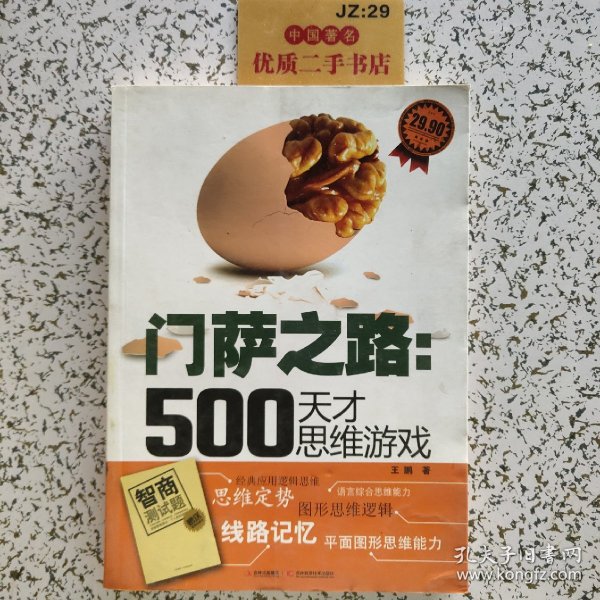 JZ:29
中国著名
优质二手书店
29.90
门萨之路:
500天才
思维游戏
王鹏 著
经典应用逻辑思维
语言综合思维能力
思维定势
图形思维逻辑
线路记忆
平面图形思维能力
智商
测试题
孔夫子旧书网
www.kongfz.com